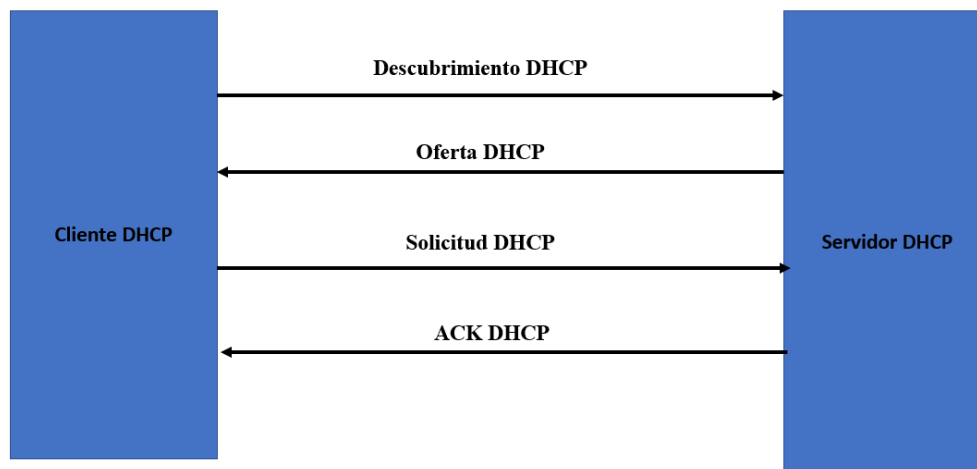 Descubrimiento DHCP
Oferta DHCP
Cliente DHCP
Solicitud DHCP
Servidor DHCP
ACK DHCP